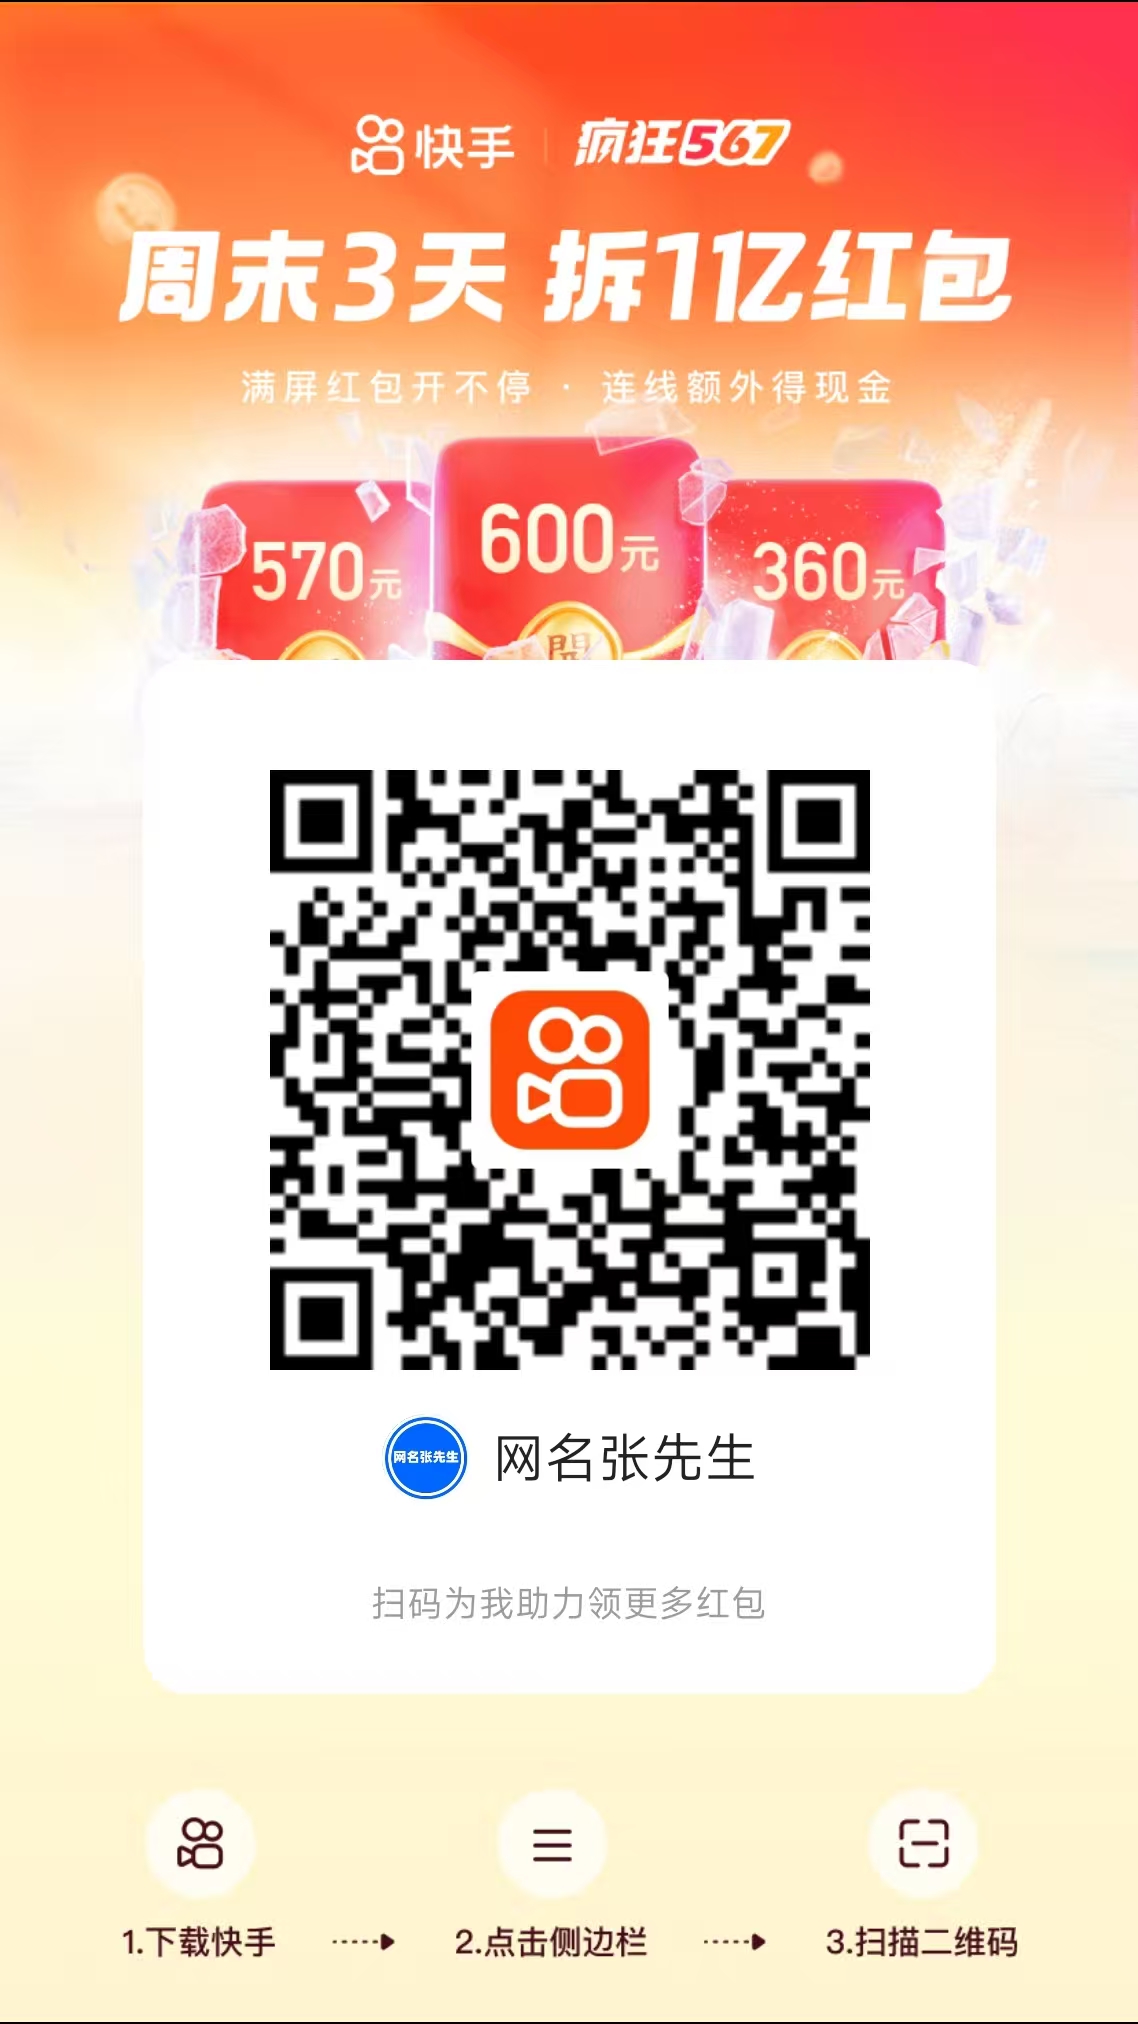 快手 疯狂567
周末3天 拆1亿红包
满屏红包开不停 · 连线额外得现金
570元 600元 360元
開
网名张先生 网名张先生
扫码为我助力领更多红包
1.下载快手 2.点击侧边栏 3.扫描二维码